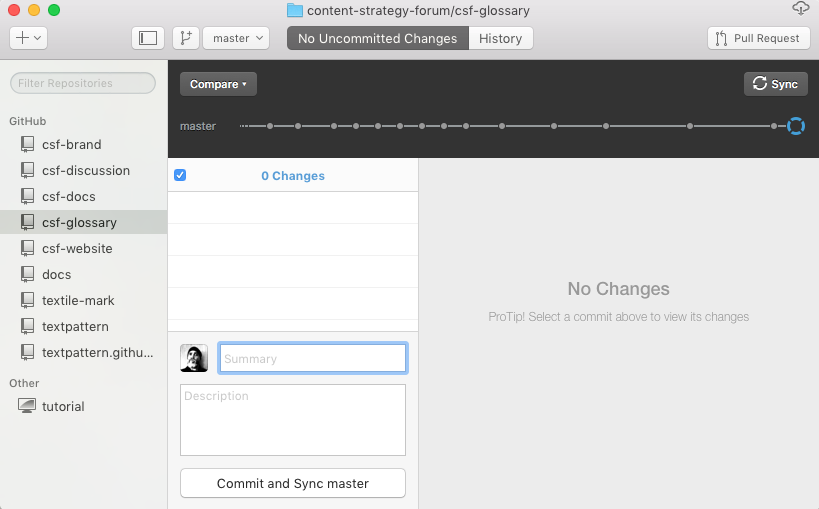 content-strategy-forum/csf-glossary
master
No Uncommitted Changes
History
Pull Request
Filter Repositories
GitHub
csf-brand
csf-discussion
csf-docs
csf-glossary
csf-website
docs
textile-mark
textpattern
textpattern.githu...
Other
tutorial
Compare
Sync
master
0 Changes
Summary
Description
Commit and Sync master
No Changes
ProTip! Select a commit above to view its changes